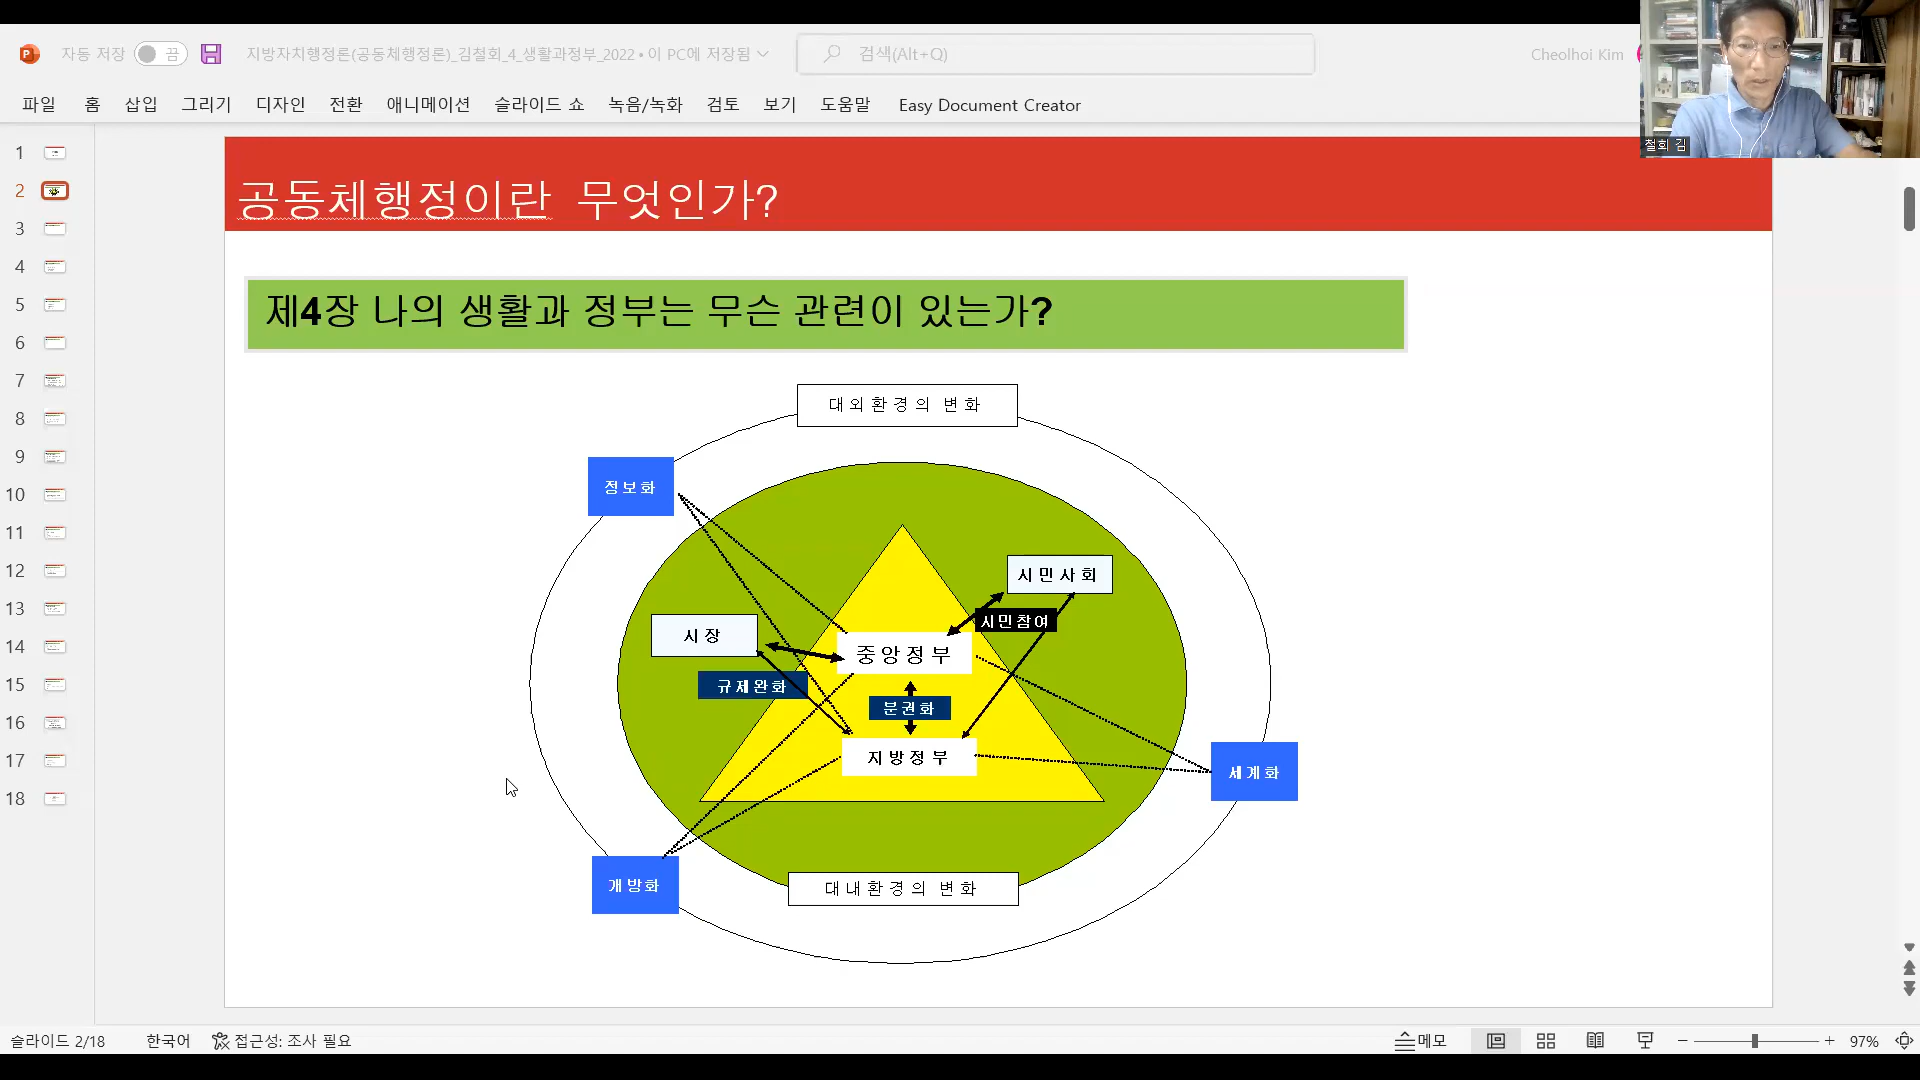 자동 저장 끔 지방자치행정론(공동체행정론)_김철회_4_생활과정부_2022 • 이 PC에 저장됨 검색(Alt+Q) Cheolhoi Kim
파일 홈 삽입 그리기 디자인 전환 애니메이션 슬라이드 쇼 녹음/녹화 검토 보기 도움말 Easy Document Creator
철회 김
1
2
3
4
5
6
7
8
9
10
11
12
13
14
15
16
17
18
공동체행정이란 무엇인가?
제4장 나의 생활과 정부는 무슨 관련이 있는가?
대외환경의 변화
정보화
시민사회
시민참여
시장
중앙정부
규제완화
분권화
지방정부
세계화
개방화
대내환경의 변화
슬라이드 2/18 한국어 접근성: 조사 필요 메모 97%